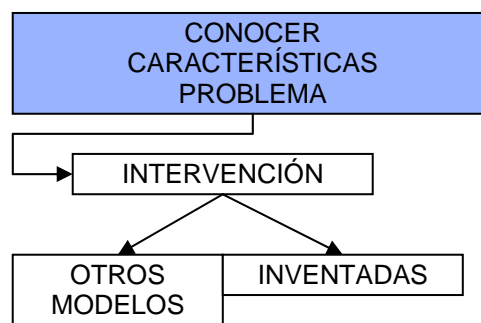 CONOCER
CARACTERÍSTICAS
PROBLEMA
INTERVENCIÓN
OTROS
MODELOS
INVENTADAS